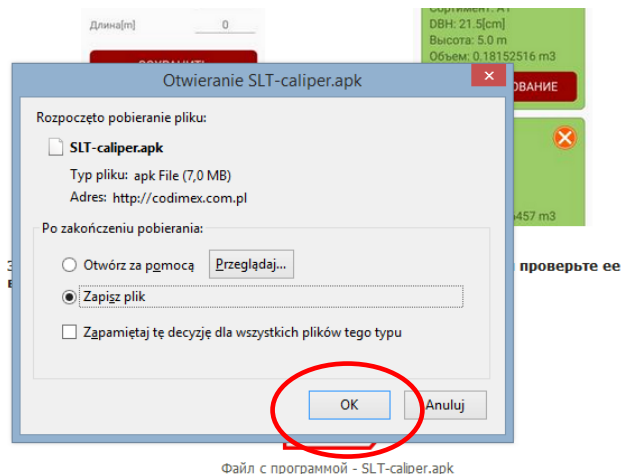 Длина[m] 0
Сортимент: A1
DBH: 21.5[cm]
Высота: 5.0 m
Объем: 0.18152516 m3
ОВАНИЕ
Otwieranie SLT-caliper.apk
Rozpoczęto pobieranie pliku:
SLT-caliper.apk
Typ pliku: apk File (7,0 MB)
Adres: http://codimex.com.pl
457 m3
Po zakończeniu pobierania:
Otwórz za pomocą Przeglądaj...
проверьте ее
Zapisz plik
Zapamiętaj tę decyzję dla wszystkich plików tego typu
OK Anuluj
Файл с программой - SLT-caliper.apk